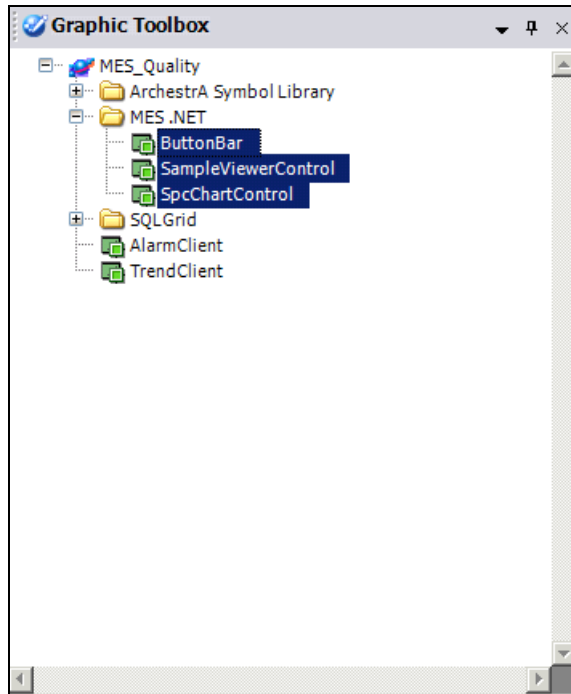 Graphic Toolbox
MES_Quality
ArchestrA Symbol Library
MES .NET
ButtonBar
SampleViewerControl
SpcChartControl
SQLGrid
AlarmClient
TrendClient